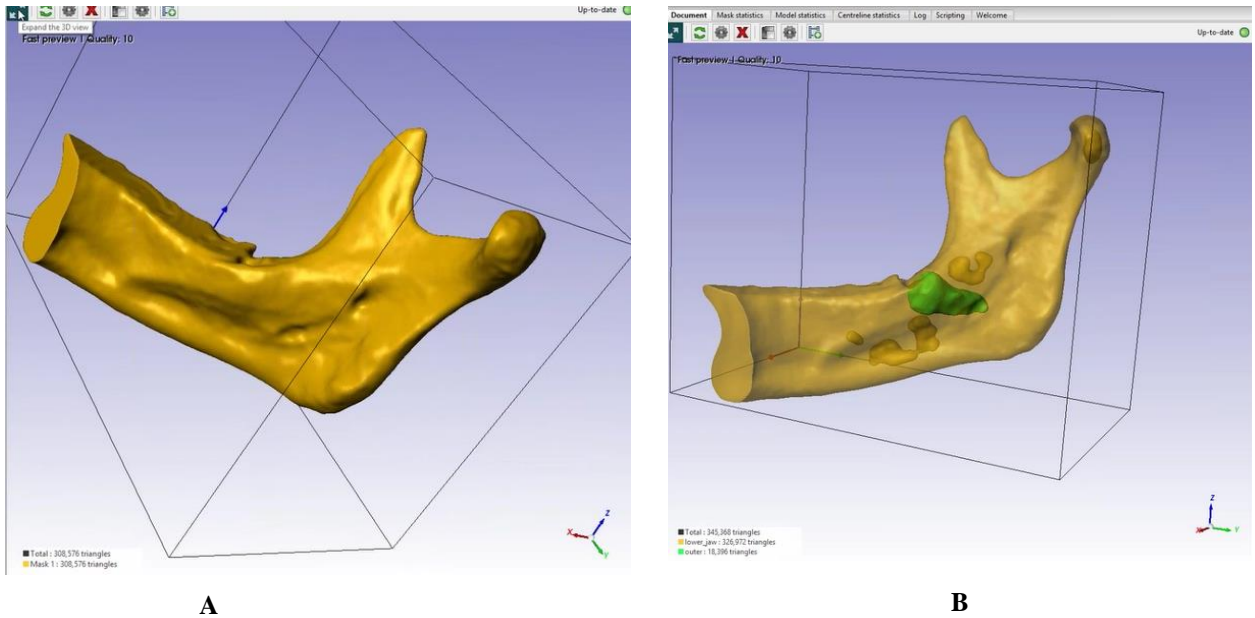 Up-to-date
Expand the 3D view
Fast preview | Quality: 10
Z
X
Y
Total : 308,576 triangles
Mask 1 : 308,576 triangles
A
Document Mask statistics Model statistics Centreline statistics Log Scripting Welcome
Up-to-date
Fast preview | Quality: 10
Z
X
Y
Total : 345,368 triangles
lower_jaw : 326,972 triangles
outer : 18,396 triangles
B